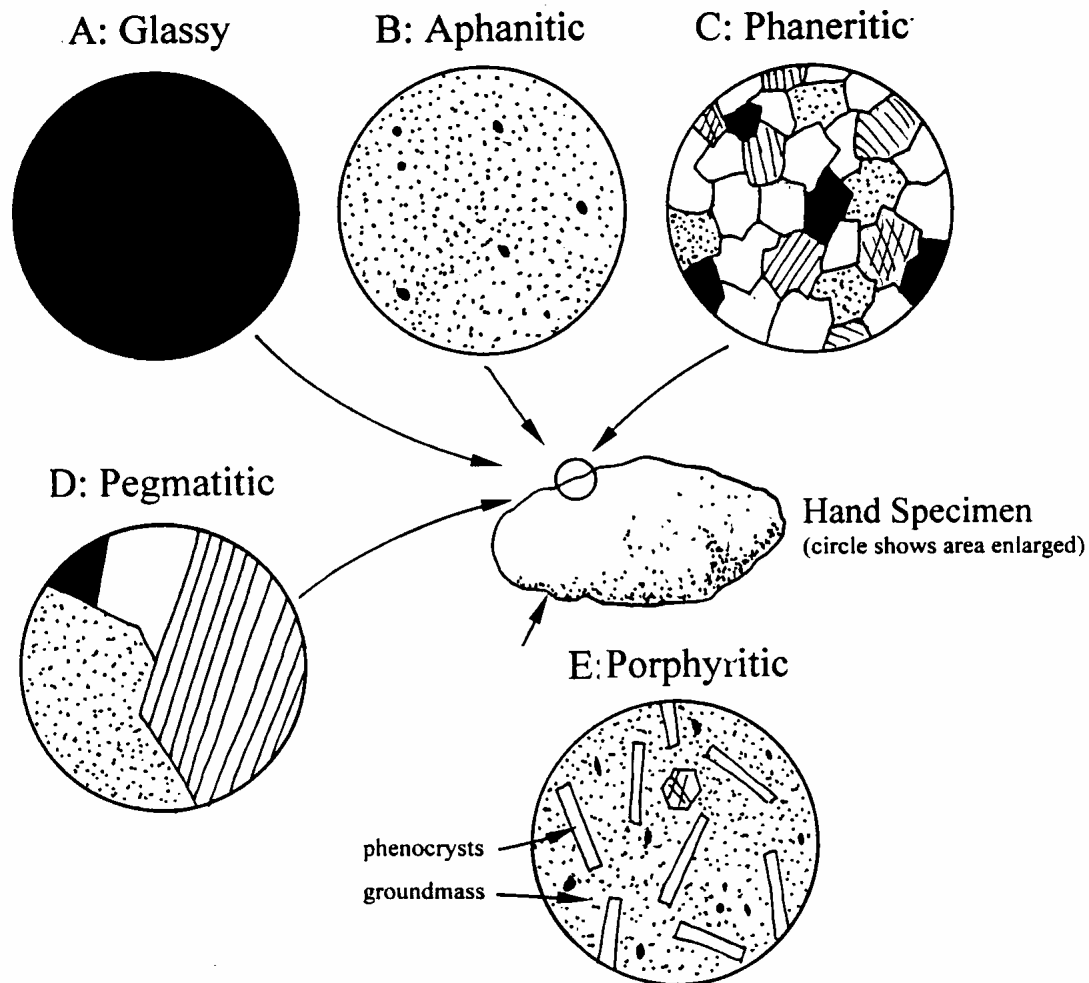 A: Glassy
B: Aphanitic
C: Phaneritic
D: Pegmatitic
Hand Specimen
(circle shows area enlarged)
E: Porphyritic
phenocrysts
groundmass